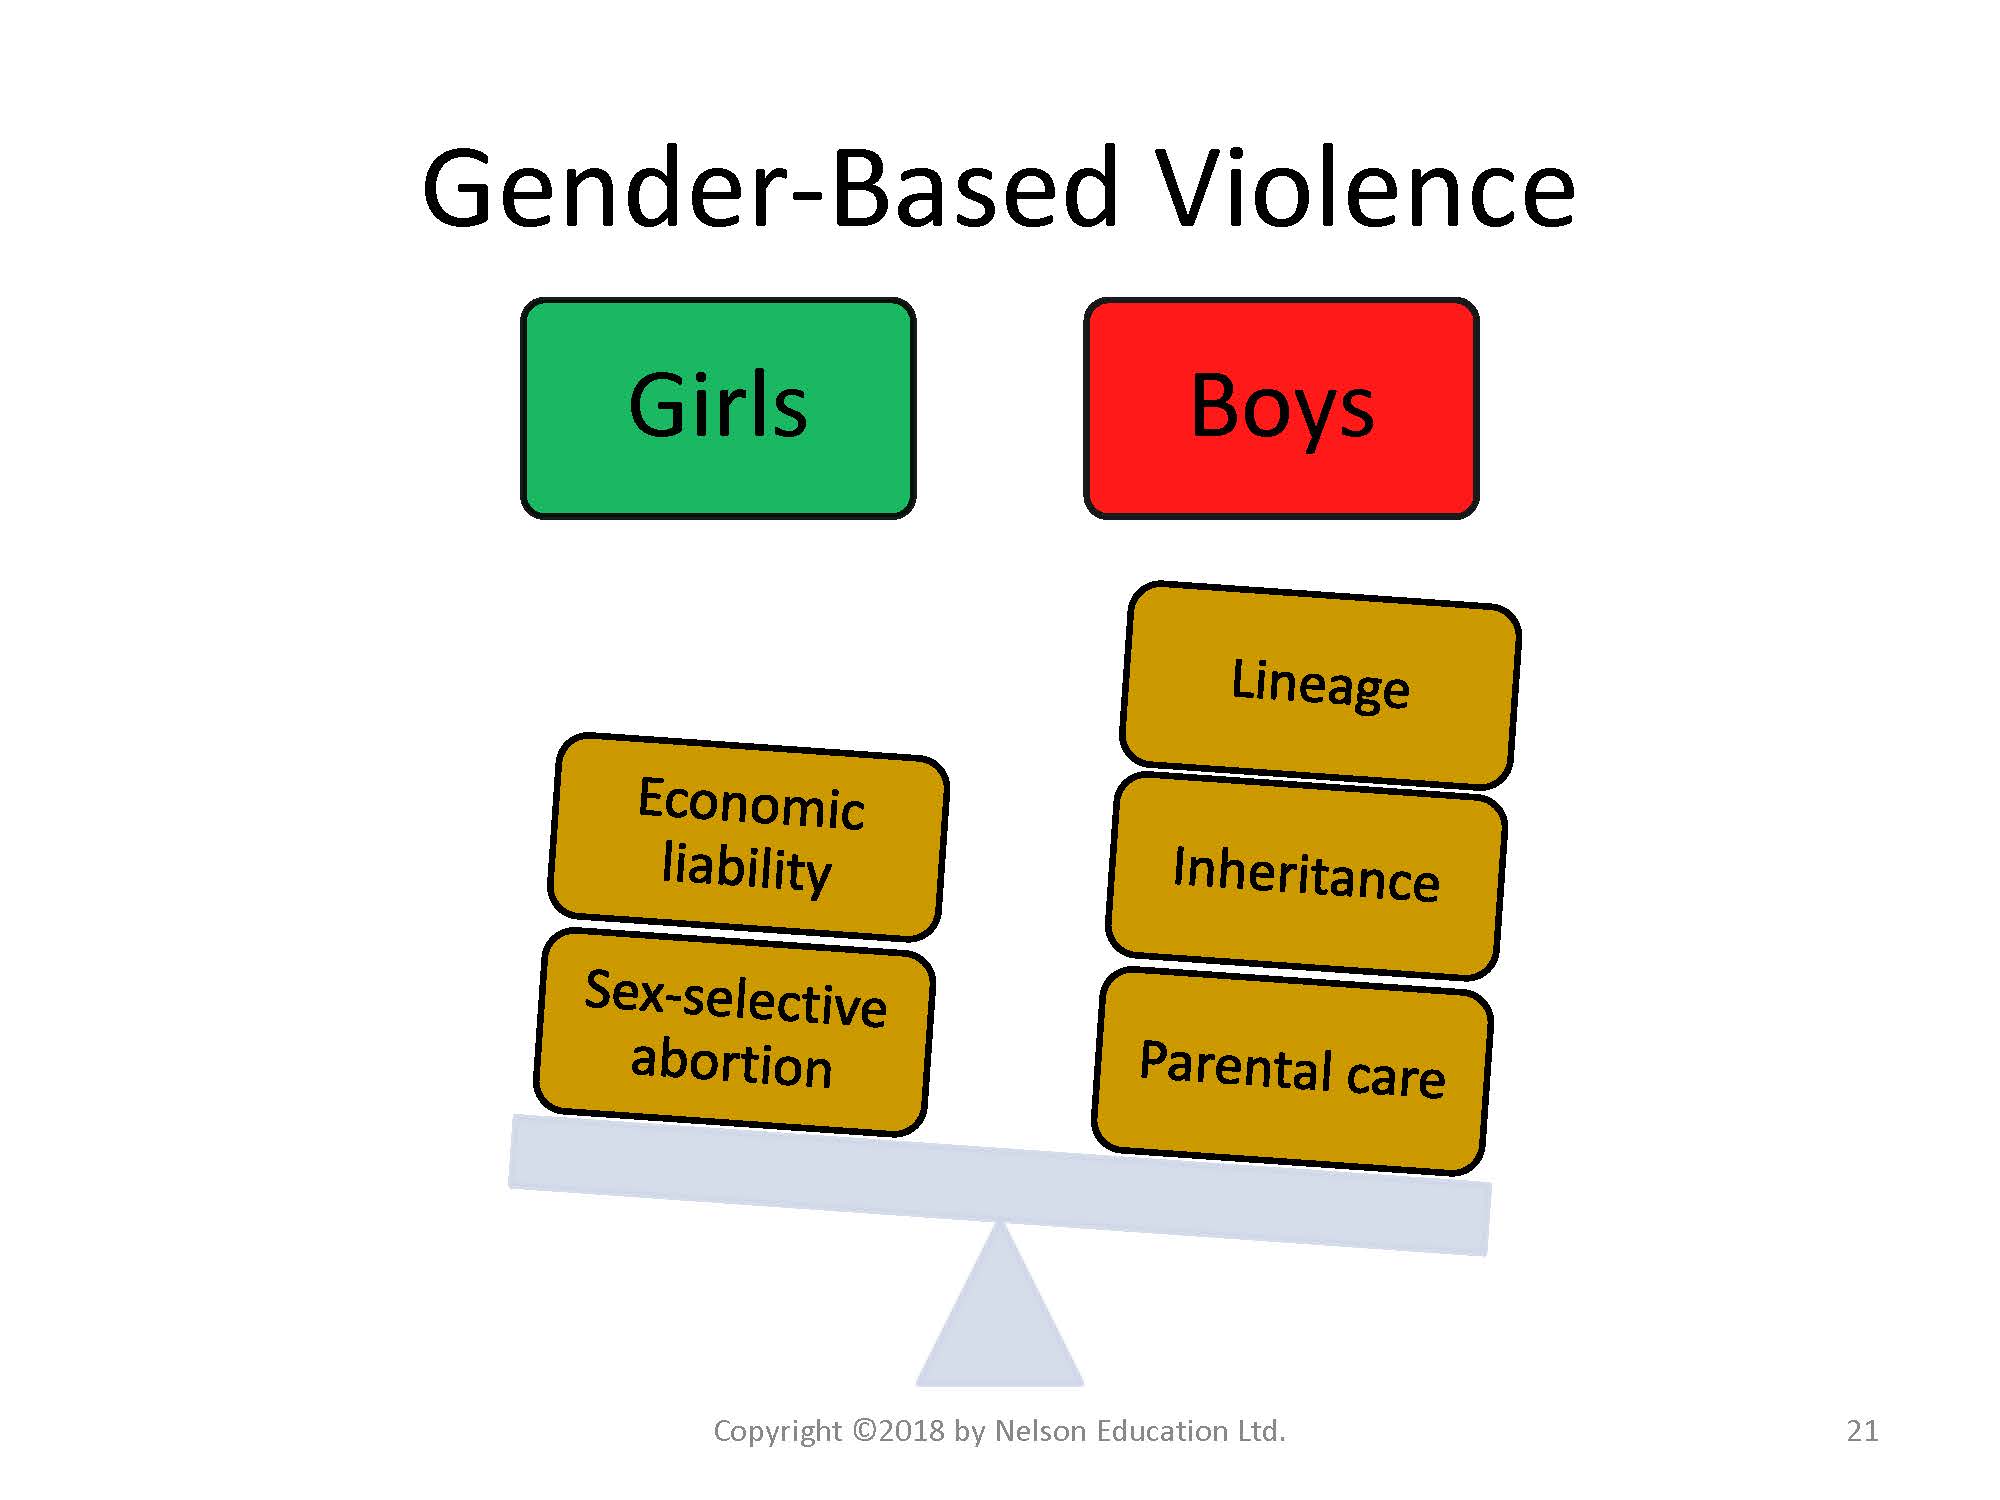 Gender-Based Violence
Girls
Boys
Economic
liability
Sex-selective
abortion
Lineage
Inheritance
Parental care
Copyright ©2018 by Nelson Education Ltd.
21